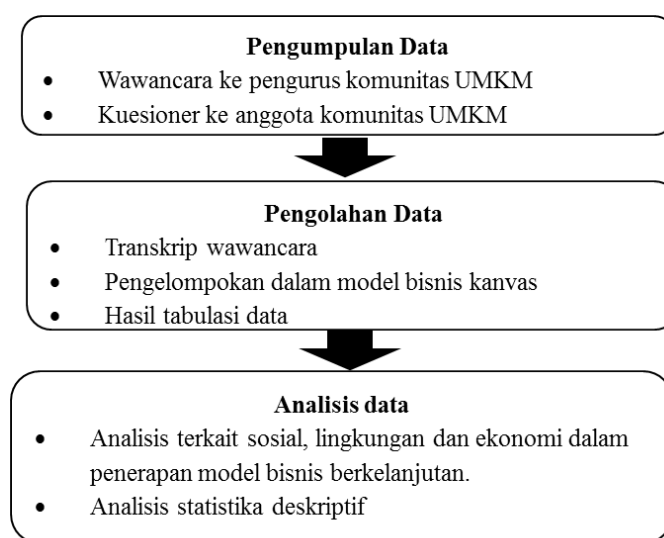 Pengumpulan Data
• Wawancara ke pengurus komunitas UMKM
• Kuesioner ke anggota komunitas UMKM
Pengolahan Data
• Transkrip wawancara
• Pengelompokan dalam model bisnis kanvas
• Hasil tabulasi data
Analisis data
• Analisis terkait sosial, lingkungan dan ekonomi dalam
penerapan model bisnis berkelanjutan.
• Analisis statistika deskriptif